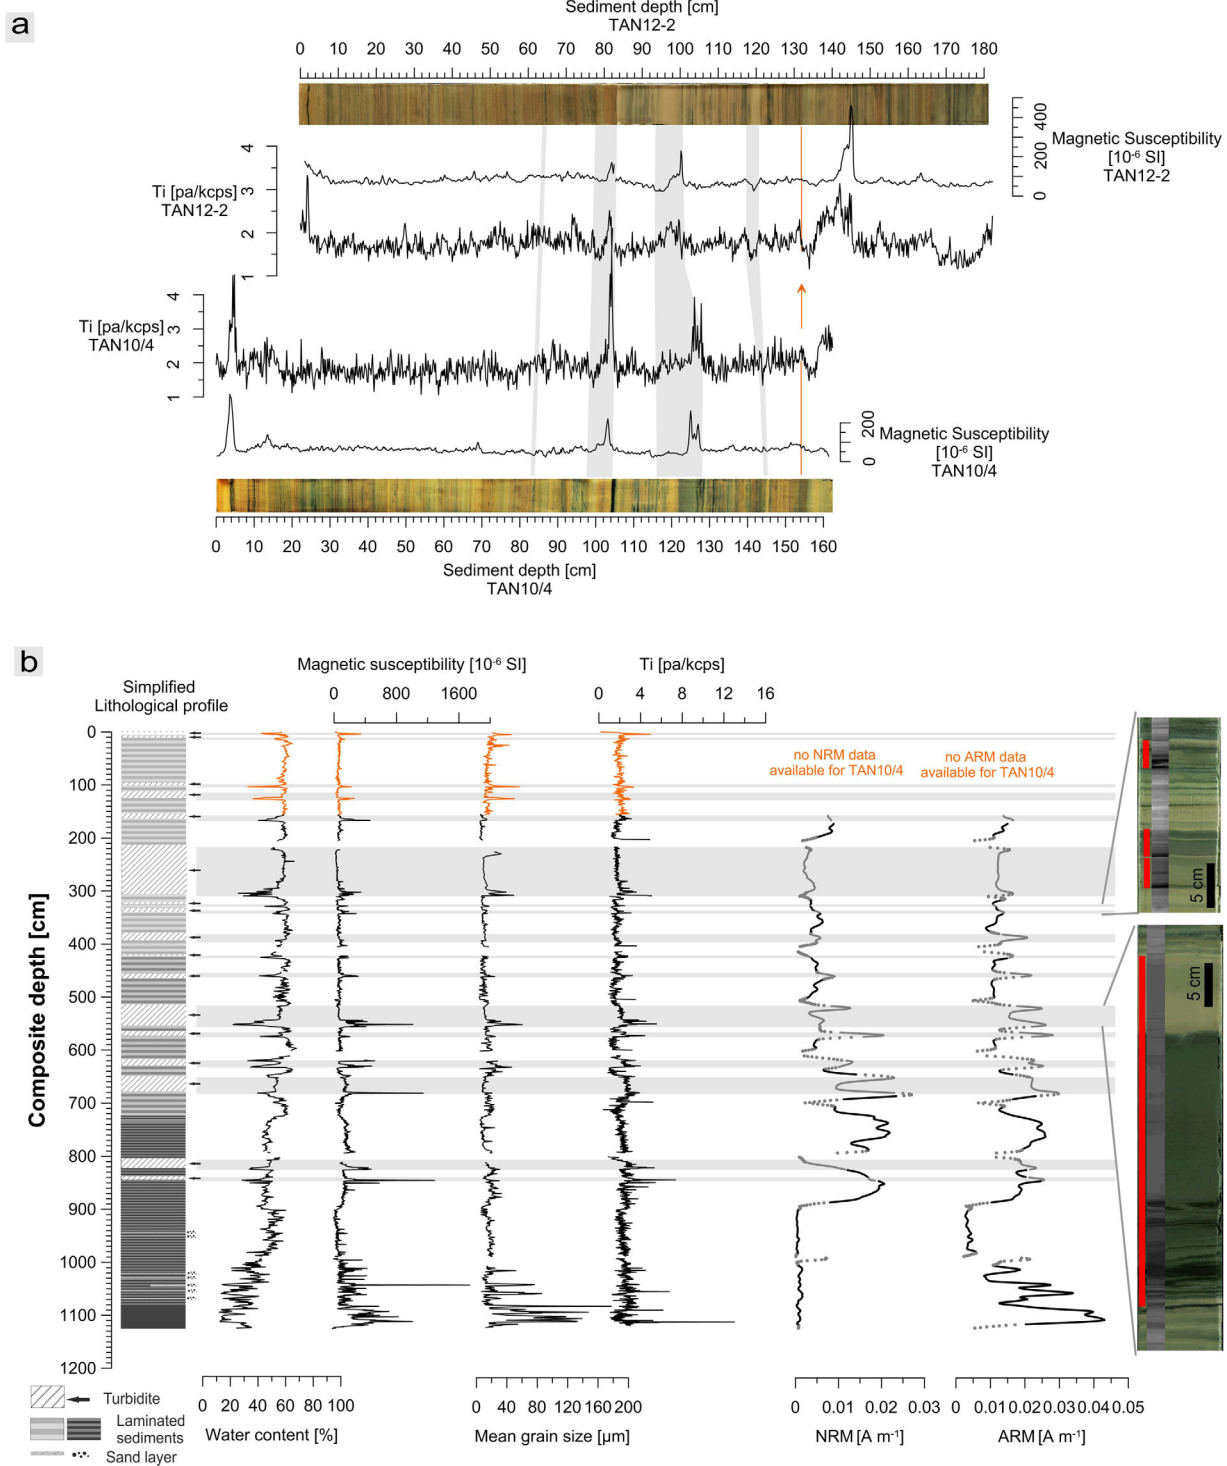 a
Sediment depth [cm]
TAN12-2
0 10 20 30 40 50 60 70 80 90 100 110 120 130 140 150 160 170 180
400
200
0
Magnetic Susceptibility
[10⁻⁶ SI]
TAN12-2
4
3
2
1
Ti [pa/kcps]
TAN12-2
4
3
2
1
Ti [pa/kcps]
TAN10/4
200
0
Magnetic Susceptibility
[10⁻⁶ SI]
TAN10/4
0 10 20 30 40 50 60 70 80 90 100 110 120 130 140 150 160
Sediment depth [cm]
TAN10/4
b
Magnetic susceptibility [10⁻⁶ SI]
Ti [pa/kcps]
Simplified
Lithological profile
0 800 1600
0 4 8 12 16
Composite depth [cm]
0
100
200
300
400
500
600
700
800
900
1000
1100
1200
no NRM data
available for TAN10/4
no ARM data
available for TAN10/4
5 cm
5 cm
Turbidite
Laminated
sediments
Sand layer
0 20 40 60 80 100
Water content [%]
0 40 80 120 160 200
Mean grain size [µm]
0 0.01 0.02 0.03
NRM [A m⁻¹]
0 0.01 0.02 0.03 0.04 0.05
ARM [A m⁻¹]